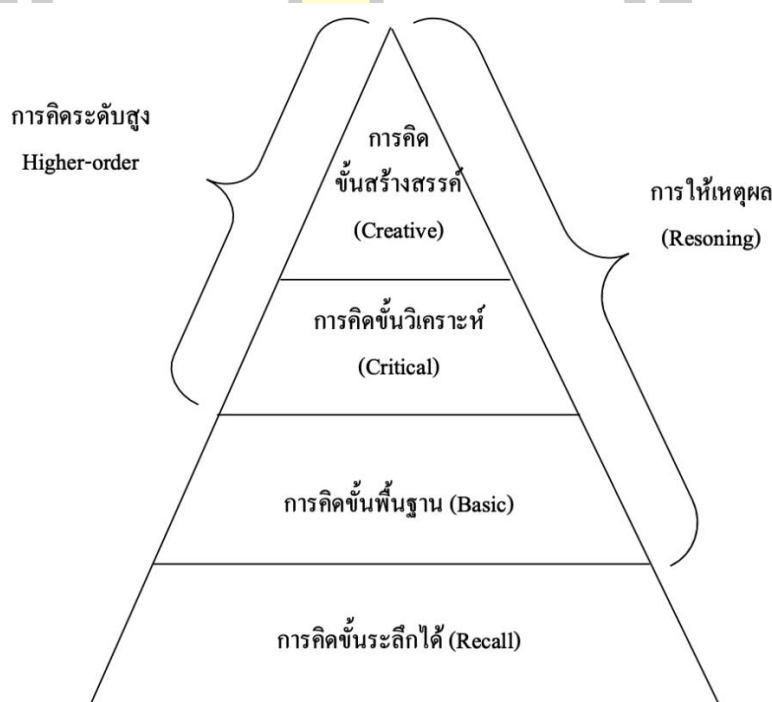 การคิดระดับสูง
Higher-order
การคิด
ขั้นสร้างสรรค์
(Creative)
การให้เหตุผล
(Resoning)
การคิดขั้นวิเคราะห์
(Critical)
การคิดขั้นพื้นฐาน (Basic)
การคิดขั้นระลึกได้ (Recall)